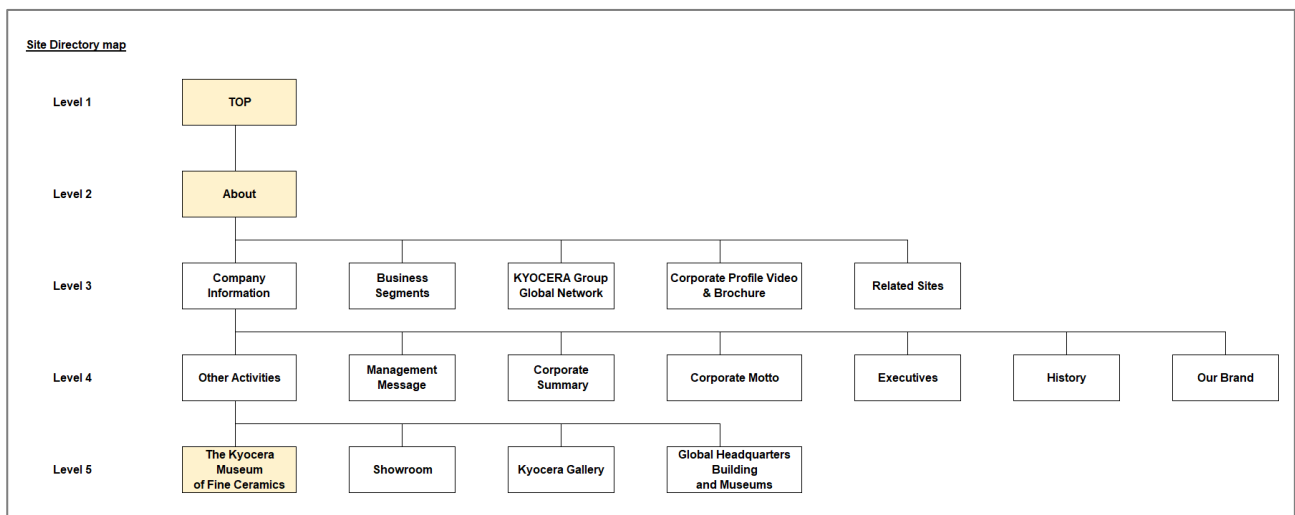 Site Directory map
Level 1
TOP
Level 2
About
Level 3
Company
Information
Business
Segments
KYOCERA Group
Global Network
Corporate Profile Video
& Brochure
Related Sites
Level 4
Other Activities
Management
Message
Corporate
Summary
Corporate Motto
Executives
History
Our Brand
Level 5
The Kyocera
Museum
of Fine Ceramics
Showroom
Kyocera Gallery
Global Headquarters
Building
and Museums